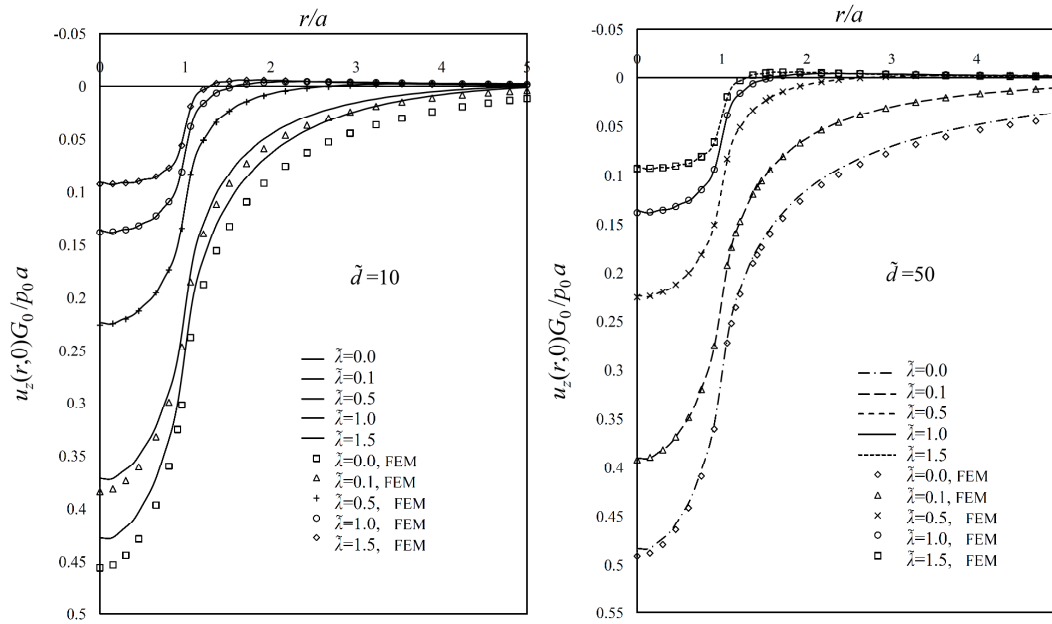 r/a
-0.05
0 1 2 3 4 5
0
0.05
0.1
0.15
0.2
0.25
0.3
0.35
0.4
0.45
0.5
u_z(r,0)G_0/p_0a
d̃=10
λ̃=0.0
λ̃=0.1
λ̃=0.5
λ̃=1.0
λ̃=1.5
λ̃=0.0, FEM
λ̃=0.1, FEM
λ̃=0.5, FEM
λ̃=1.0, FEM
λ̃=1.5, FEM
r/a
-0.05
0 1 2 3 4
0
0.05
0.1
0.15
0.2
0.25
0.3
0.35
0.4
0.45
0.5
0.55
u_z(r,0)G_0/p_0a
d̃=50
λ̃=0.0
λ̃=0.1
λ̃=0.5
λ̃=1.0
λ̃=1.5
λ̃=0.0, FEM
λ̃=0.1, FEM
λ̃=0.5, FEM
λ̃=1.0, FEM
λ̃=1.5, FEM